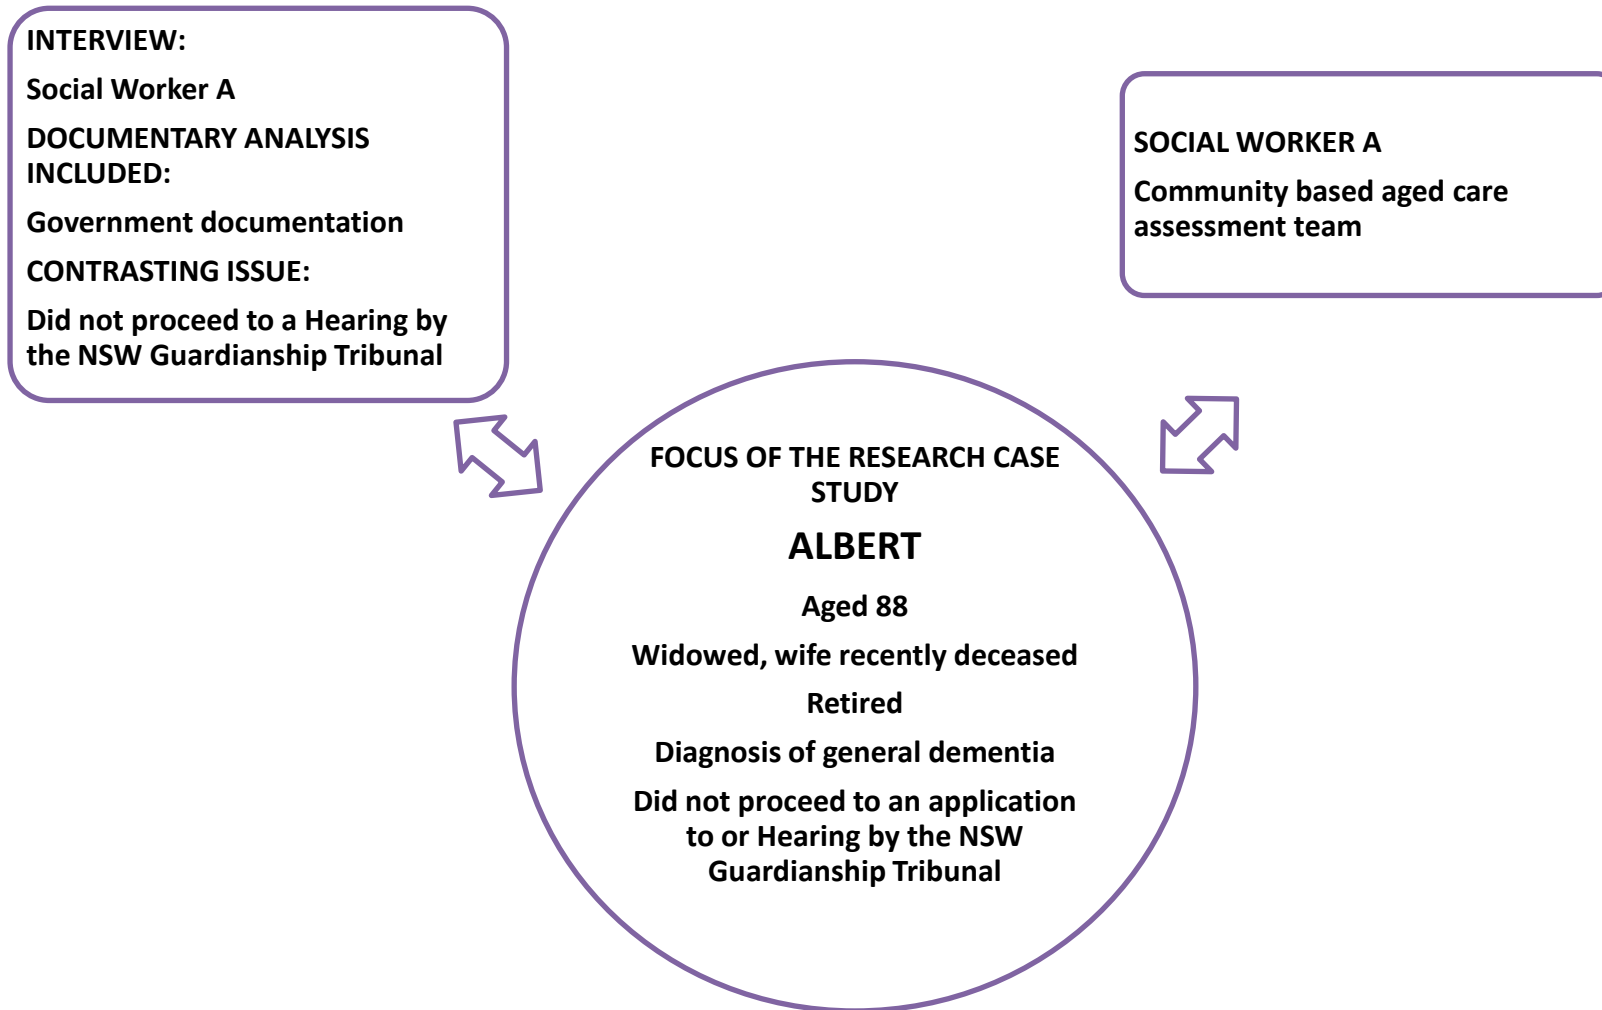 INTERVIEW:
Social Worker A
DOCUMENTARY ANALYSIS
INCLUDED:
Government documentation
CONTRASTING ISSUE:
Did not proceed to a Hearing by
the NSW Guardianship Tribunal
SOCIAL WORKER A
Community based aged care
assessment team
FOCUS OF THE RESEARCH CASE
STUDY
ALBERT
Aged 88
Widowed, wife recently deceased
Retired
Diagnosis of general dementia
Did not proceed to an application
to or Hearing by the NSW
Guardianship Tribunal